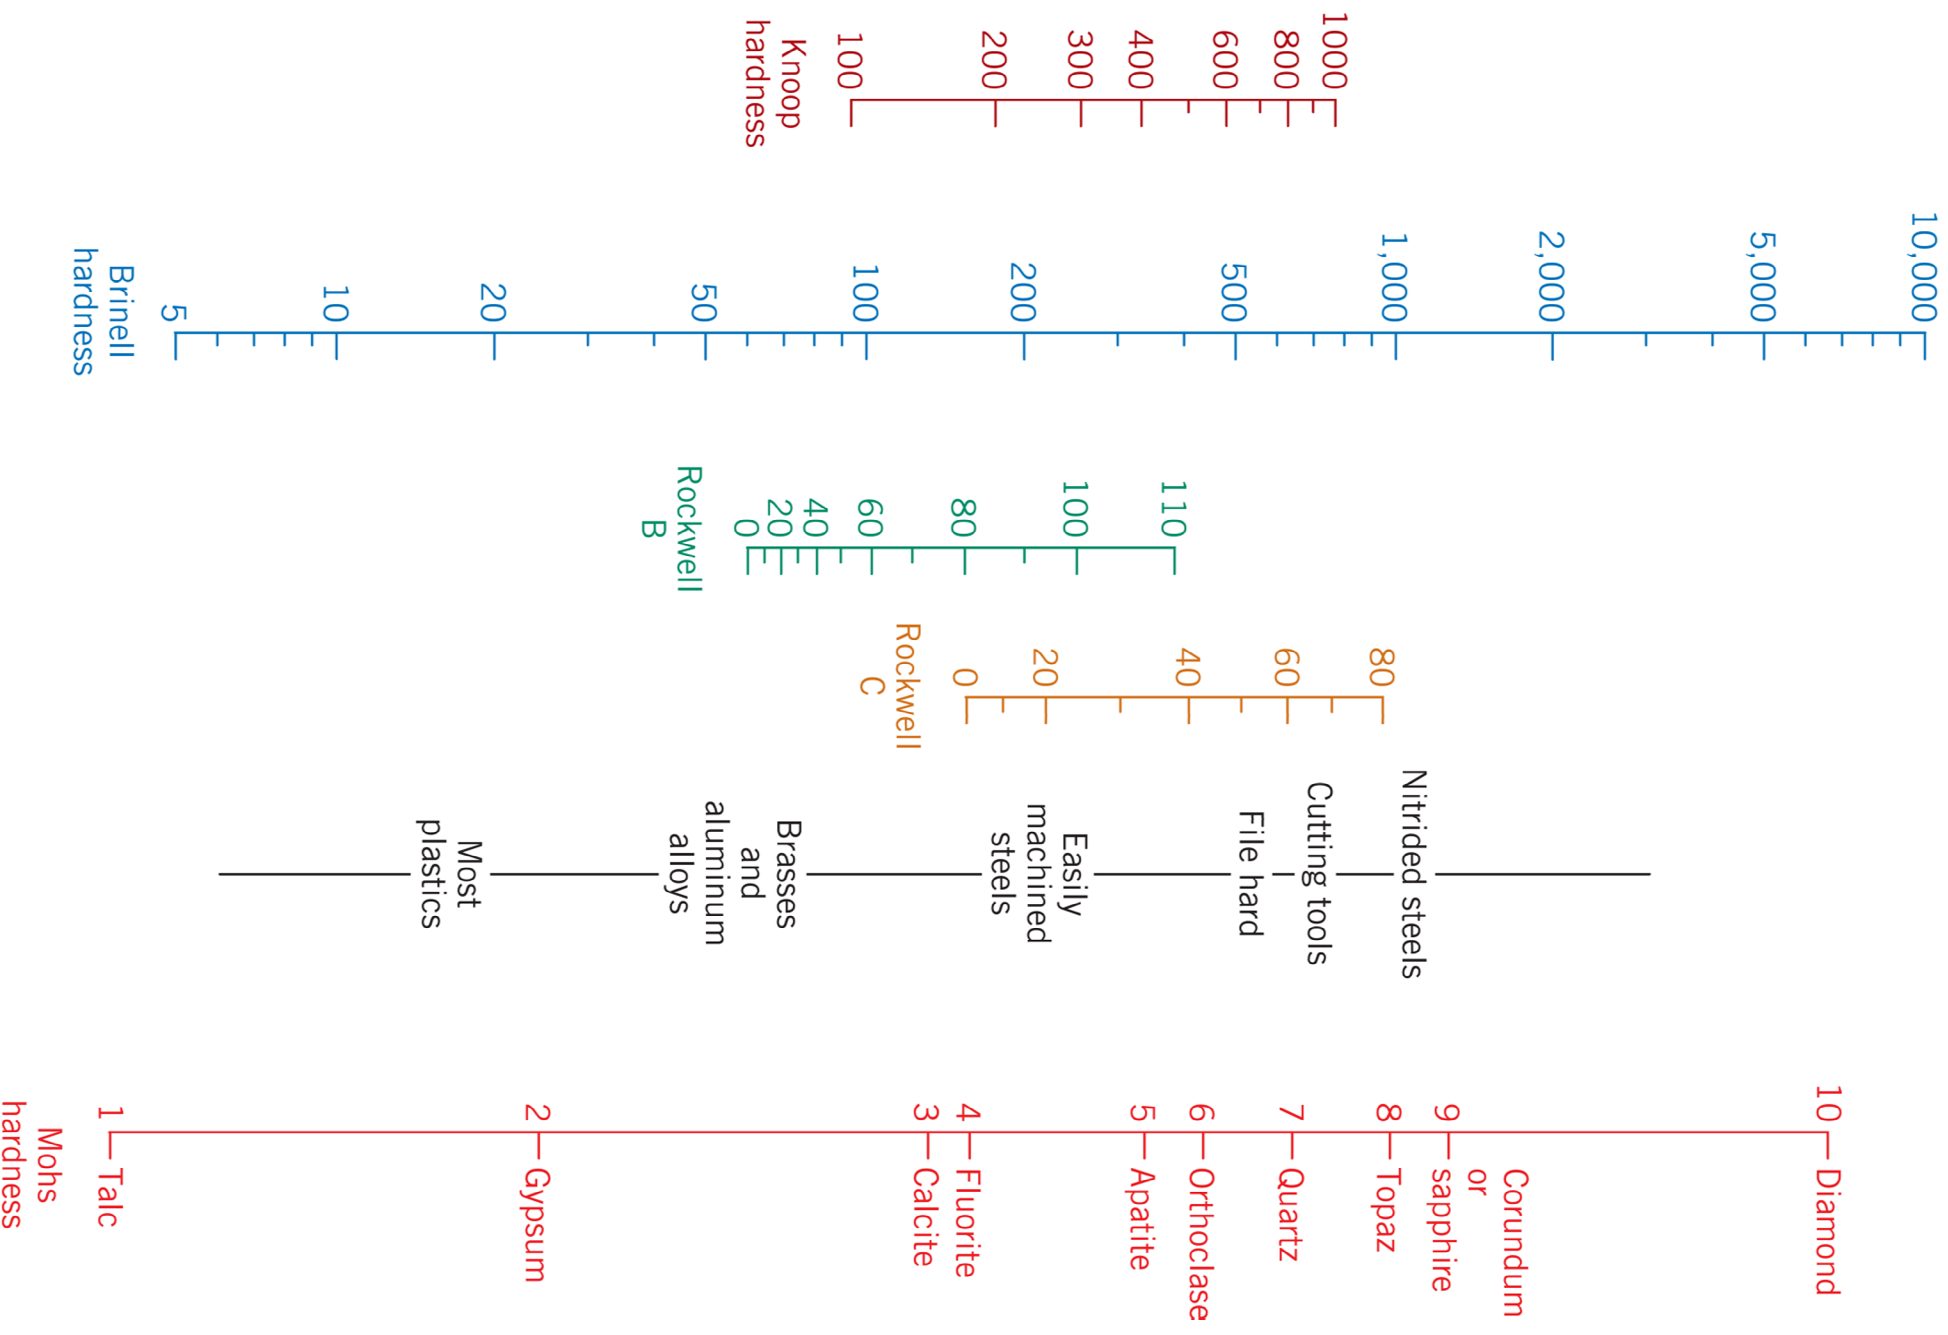 10,000
5,000
2,000
1,000
500
200
100
50
20
10
5
Brinell
hardness
1000
800
600
400
300
200
100
Knoop
hardness
110
100
80
60
40
20
0
Rockwell
B
80
60
40
20
0
Rockwell
C
Nitrided steels
Cutting tools
File hard
Easily
machined
steels
Brasses
and
aluminum
alloys
Most
plastics
10 Diamond
Corundum
or
9 sapphire
8 Topaz
7 Quartz
6 Orthoclase
5 Apatite
4 Fluorite
3 Calcite
2 Gypsum
1 Talc
Mohs
hardness